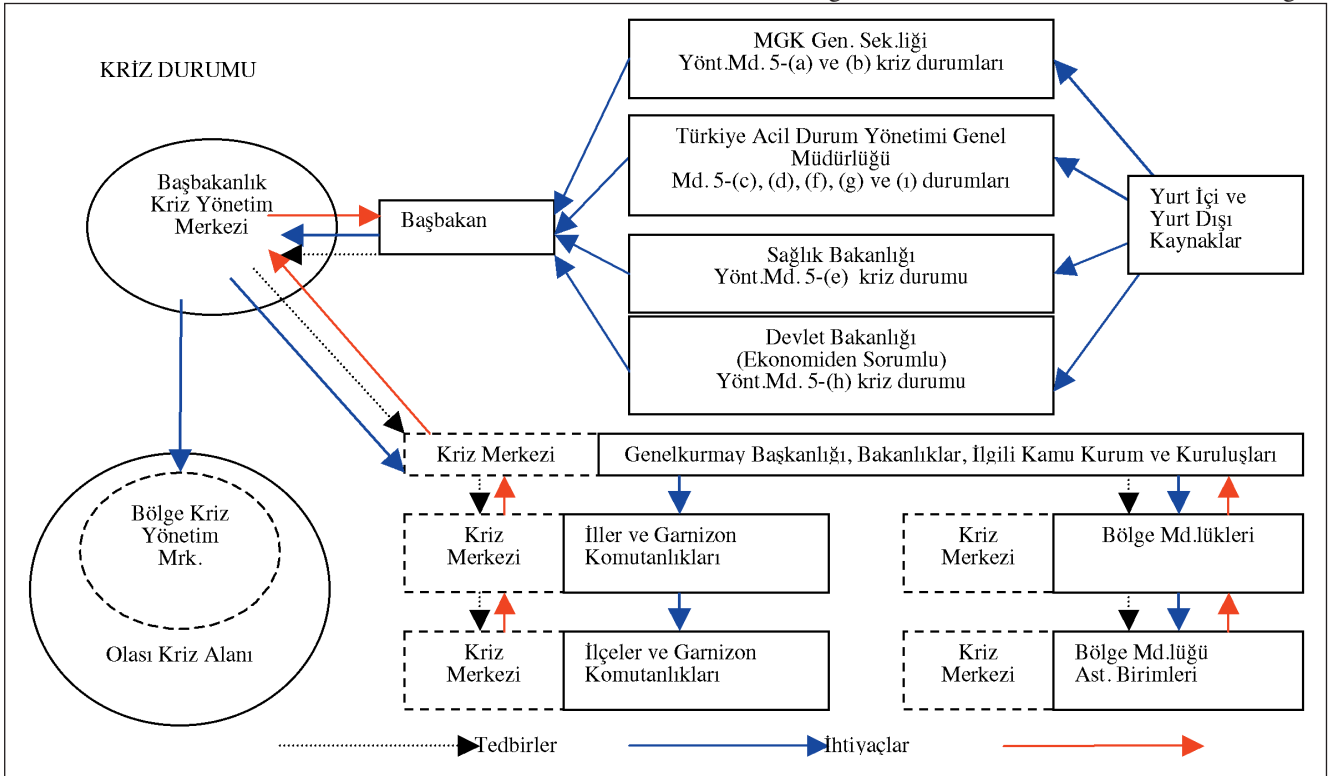 KRİZ DURUMU
MGK Gen. Sek.liği
Yönt.Md. 5-(a) ve (b) kriz durumları
Türkiye Acil Durum Yönetimi Genel
Müdürlüğü
Md. 5-(c), (d), (f), (g) ve (ı) durumları
Sağlık Bakanlığı
Yönt.Md. 5-(e) kriz durumu
Devlet Bakanlığı
(Ekonomiden Sorumlu)
Yönt.Md. 5-(h) kriz durumu
Yurt İçi ve
Yurt Dışı
Kaynaklar
Başbakan
Başbakanlık
Kriz Yönetim
Merkezi
Bölge Kriz
Yönetim
Mrk.
Olası Kriz Alanı
Kriz Merkezi
Genelkurmay Başkanlığı, Bakanlıklar, İlgili Kamu Kurum ve Kuruluşları
Kriz
Merkezi
İller ve Garnizon
Komutanlıkları
Kriz
Merkezi
Bölge Md.lükleri
Kriz
Merkezi
İlçeler ve Garnizon
Komutanlıkları
Kriz
Merkezi
Bölge Md.lüğü
Ast. Birimleri
Tedbirler
İhtiyaçlar